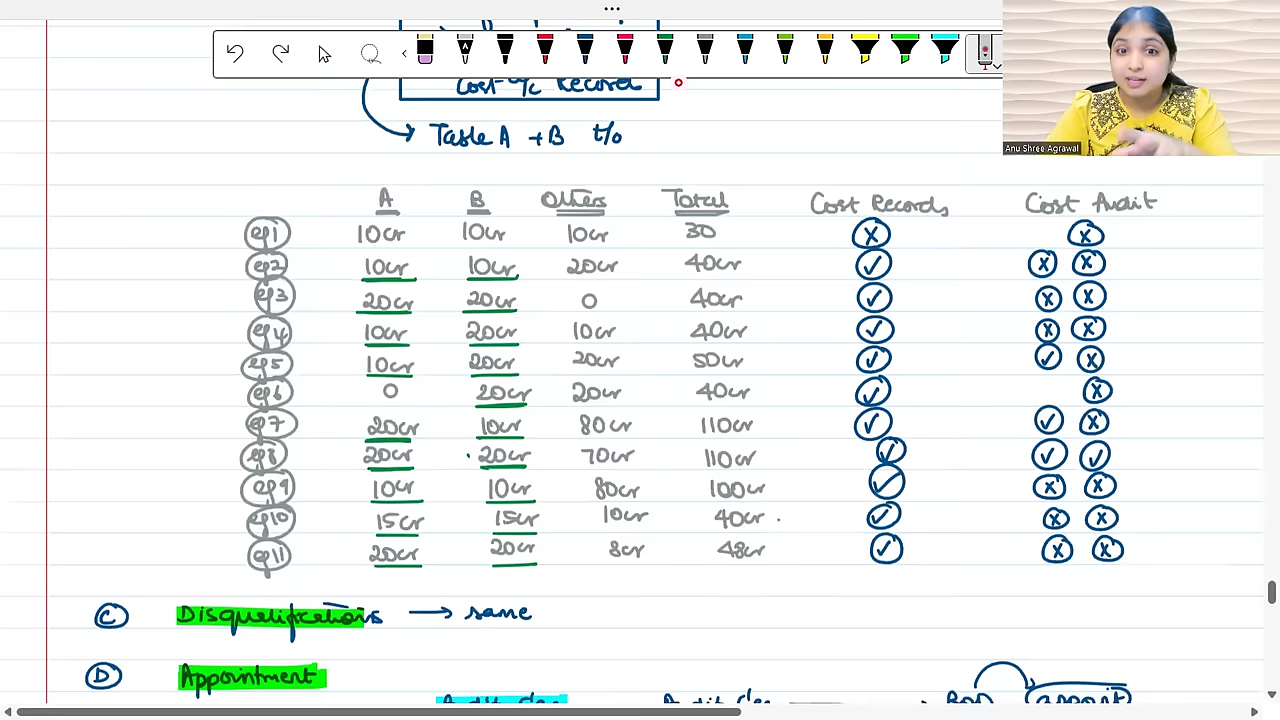 Cost a/c Record
Anu Shree Agrawal
Table A + B t/o
A B Others Total Cost Records Cost Audit
eg1 10cr 10cr 10cr 30 X X
eg2 10cr 10cr 20cr 40cr ✓ X X
eg3 20cr 20cr 0 40cr ✓ X X
eg4 10cr 20cr 10cr 40cr ✓ X X
eg5 10cr 20cr 20cr 50cr ✓ ✓ X
eg6 0 20cr 20cr 40cr ✓ X
eg7 20cr 10cr 80cr 110cr ✓ ✓ X
eg8 20cr 20cr 70cr 110cr ✓ ✓ ✓
eg9 10cr 10cr 80cr 100cr ✓ X X
eg10 15cr 15cr 10cr 40cr ✓ X X
eg11 20cr 20cr 8cr 48cr ✓ X X
C Disqualifications → same
D Appointment
BOD appoint